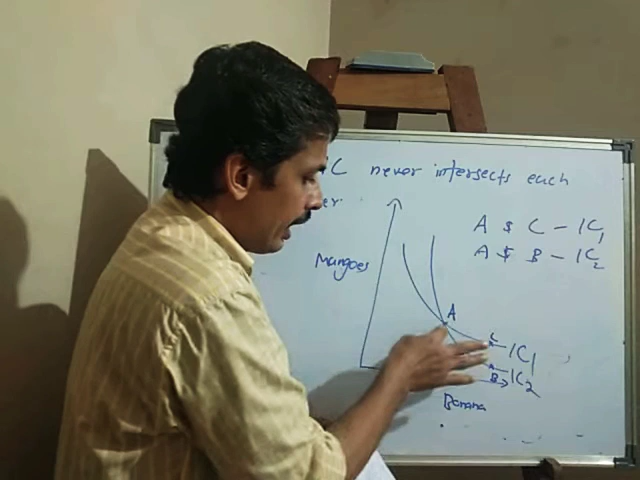 C never intersects each
er
A $ C - IC1
A $ B - IC2
Mangoes
A
C
IC1
B
IC2
Banana